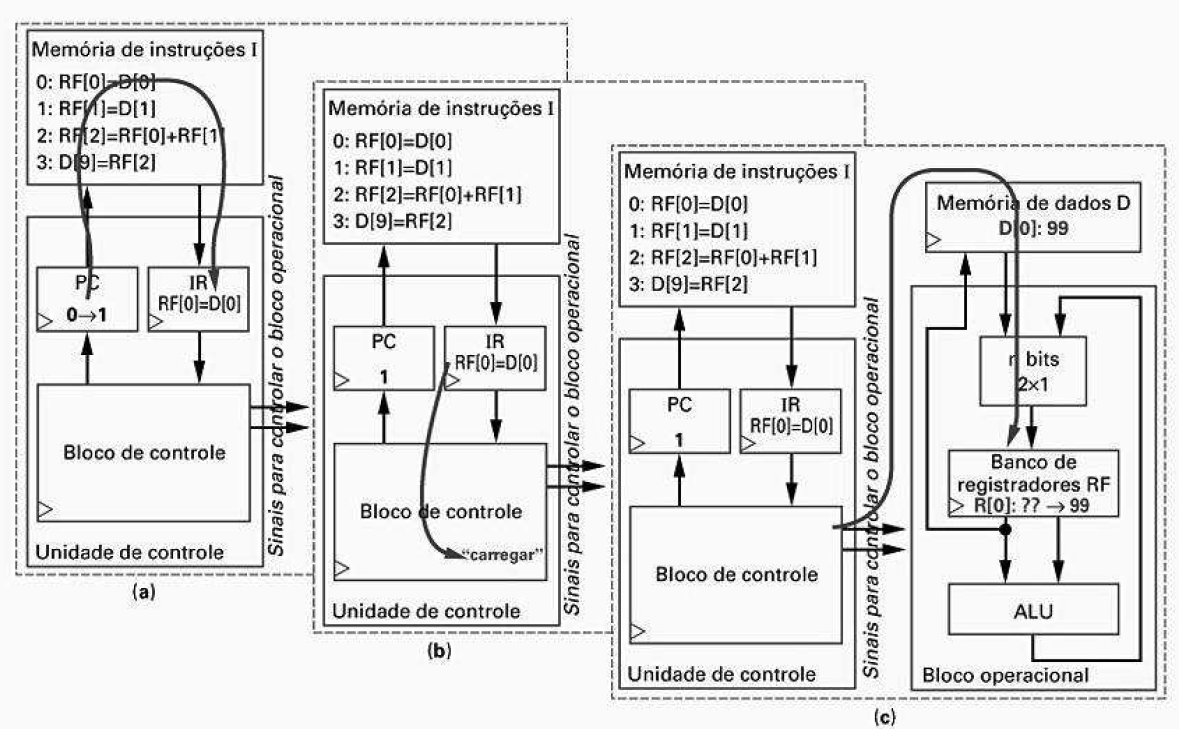 Memória de instruções I
0: RF[0]=D[0]
1: RF[1]=D[1]
2: RF[2]=RF[0]+RF[1]
3: D[9]=RF[2]
PC
0→1
IR
RF[0]=D[0]
Bloco de controle
Unidade de controle
Sinais para controlar o bloco operacional
(a)
Memória de instruções I
0: RF[0]=D[0]
1: RF[1]=D[1]
2: RF[2]=RF[0]+RF[1]
3: D[9]=RF[2]
PC
1
IR
RF[0]=D[0]
Bloco de controle
“carregar”
Unidade de controle
Sinais para controlar o bloco operacional
(b)
Memória de instruções I
0: RF[0]=D[0]
1: RF[1]=D[1]
2: RF[2]=RF[0]+RF[1]
3: D[9]=RF[2]
PC
1
IR
RF[0]=D[0]
Bloco de controle
Unidade de controle
Sinais para controlar o bloco operacional
Memória de dados D
D[0]: 99
n bits
2×1
Banco de
registradores RF
R[0]: ?? → 99
ALU
Bloco operacional
(c)